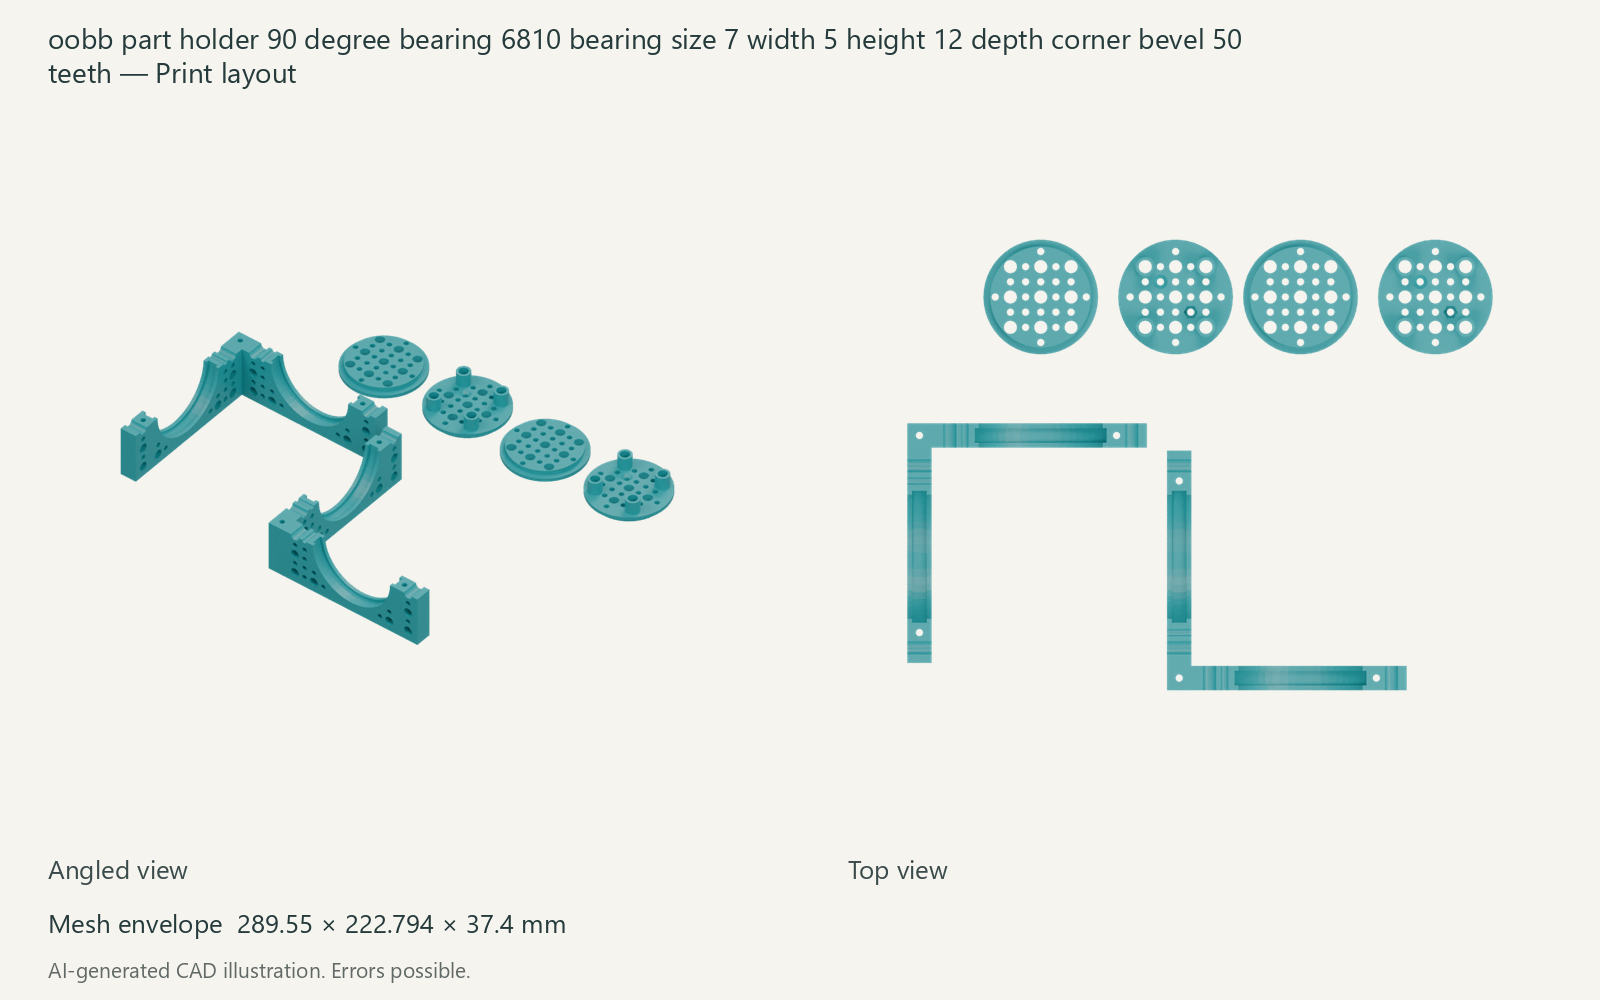 oobb part holder 90 degree bearing 6810 bearing size 7 width 5 height 12 depth corner bevel 50
teeth — Print layout
Angled view
Top view
Mesh envelope 289.55 × 222.794 × 37.4 mm
AI-generated CAD illustration. Errors possible.